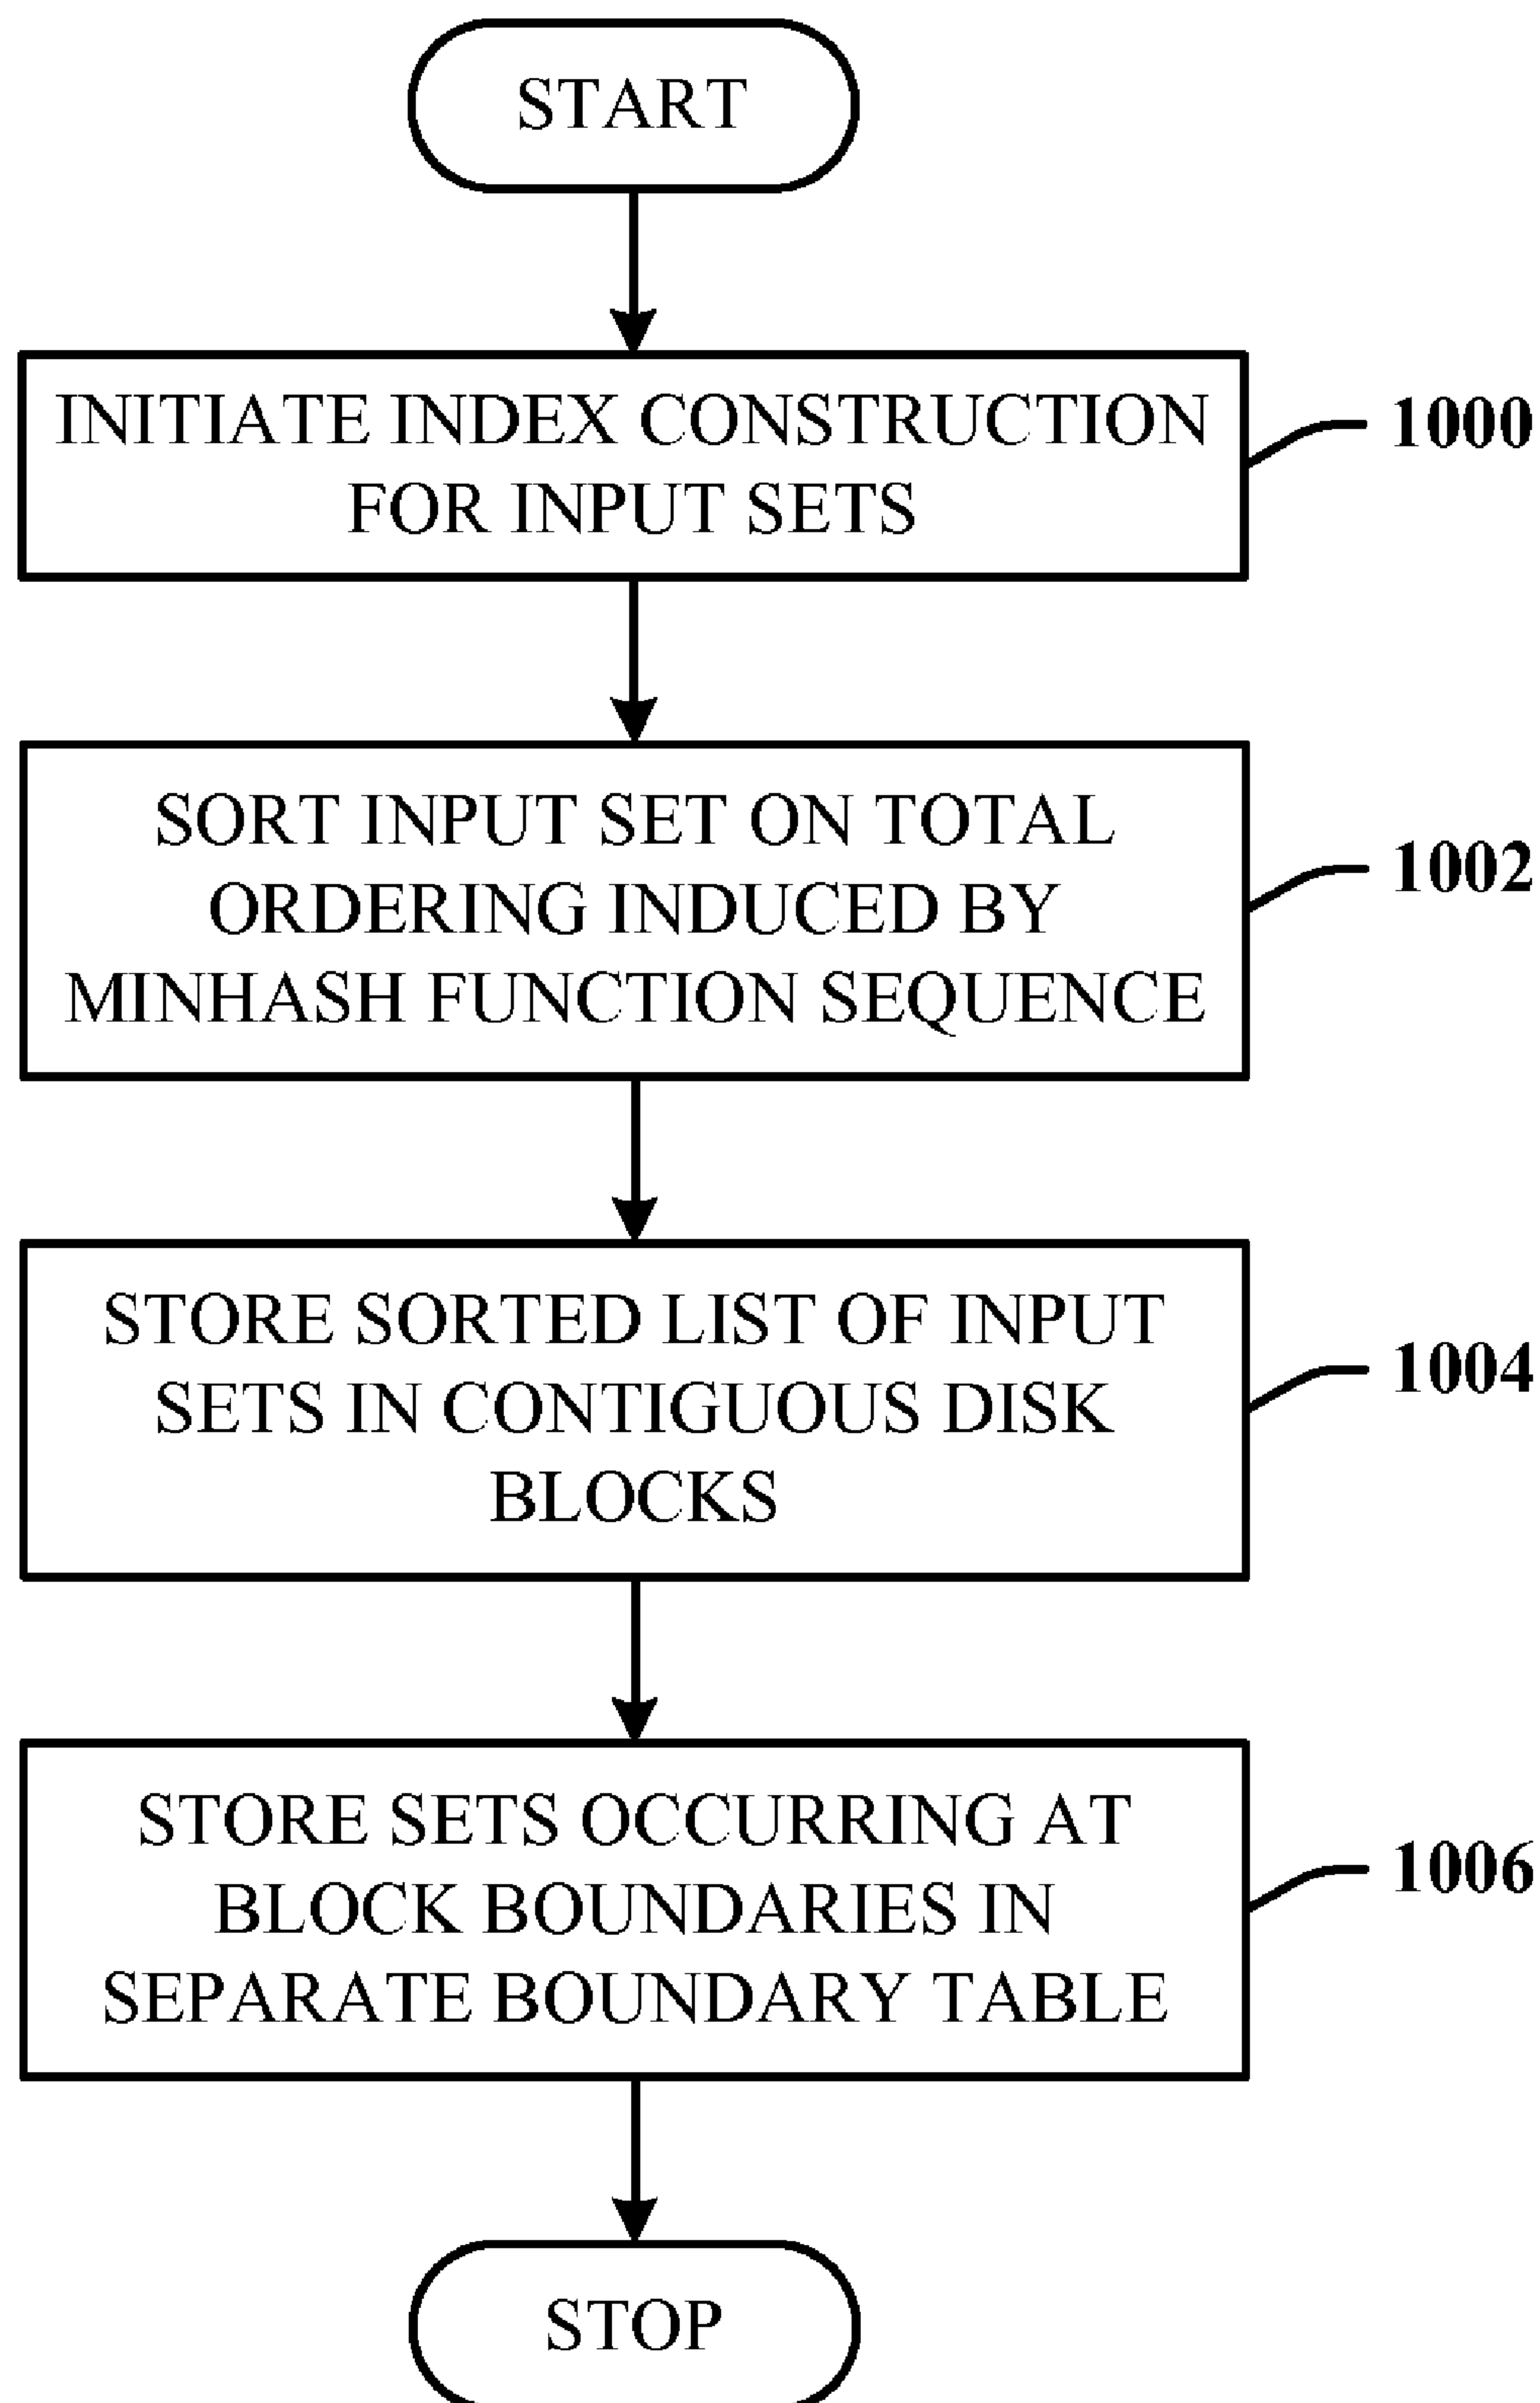 START
INITIATE INDEX CONSTRUCTION
FOR INPUT SETS
1000
SORT INPUT SET ON TOTAL
ORDERING INDUCED BY
MINHASH FUNCTION SEQUENCE
1002
STORE SORTED LIST OF INPUT
SETS IN CONTIGUOUS DISK
BLOCKS
1004
STORE SETS OCCURRING AT
BLOCK BOUNDARIES IN
SEPARATE BOUNDARY TABLE
1006
STOP